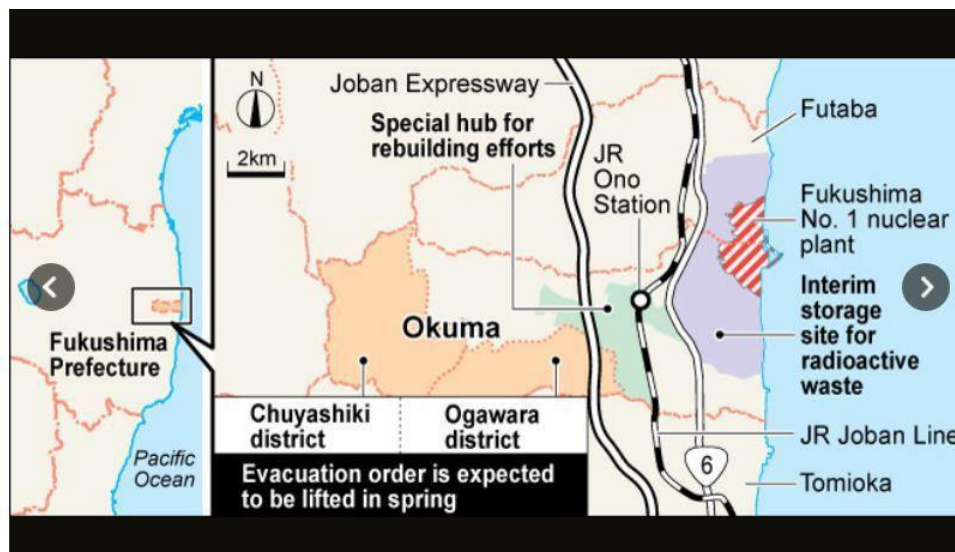 N
2km
Joban Expressway
Special hub for
rebuilding efforts
JR
Ono
Station
Futaba
Fukushima
No. 1 nuclear
plant
Interim
storage
site for
radioactive
waste
Okuma
Fukushima
Prefecture
Chuyashiki
district
Ogawara
district
Evacuation order is expected
to be lifted in spring
Pacific
Ocean
JR Joban Line
6
Tomioka